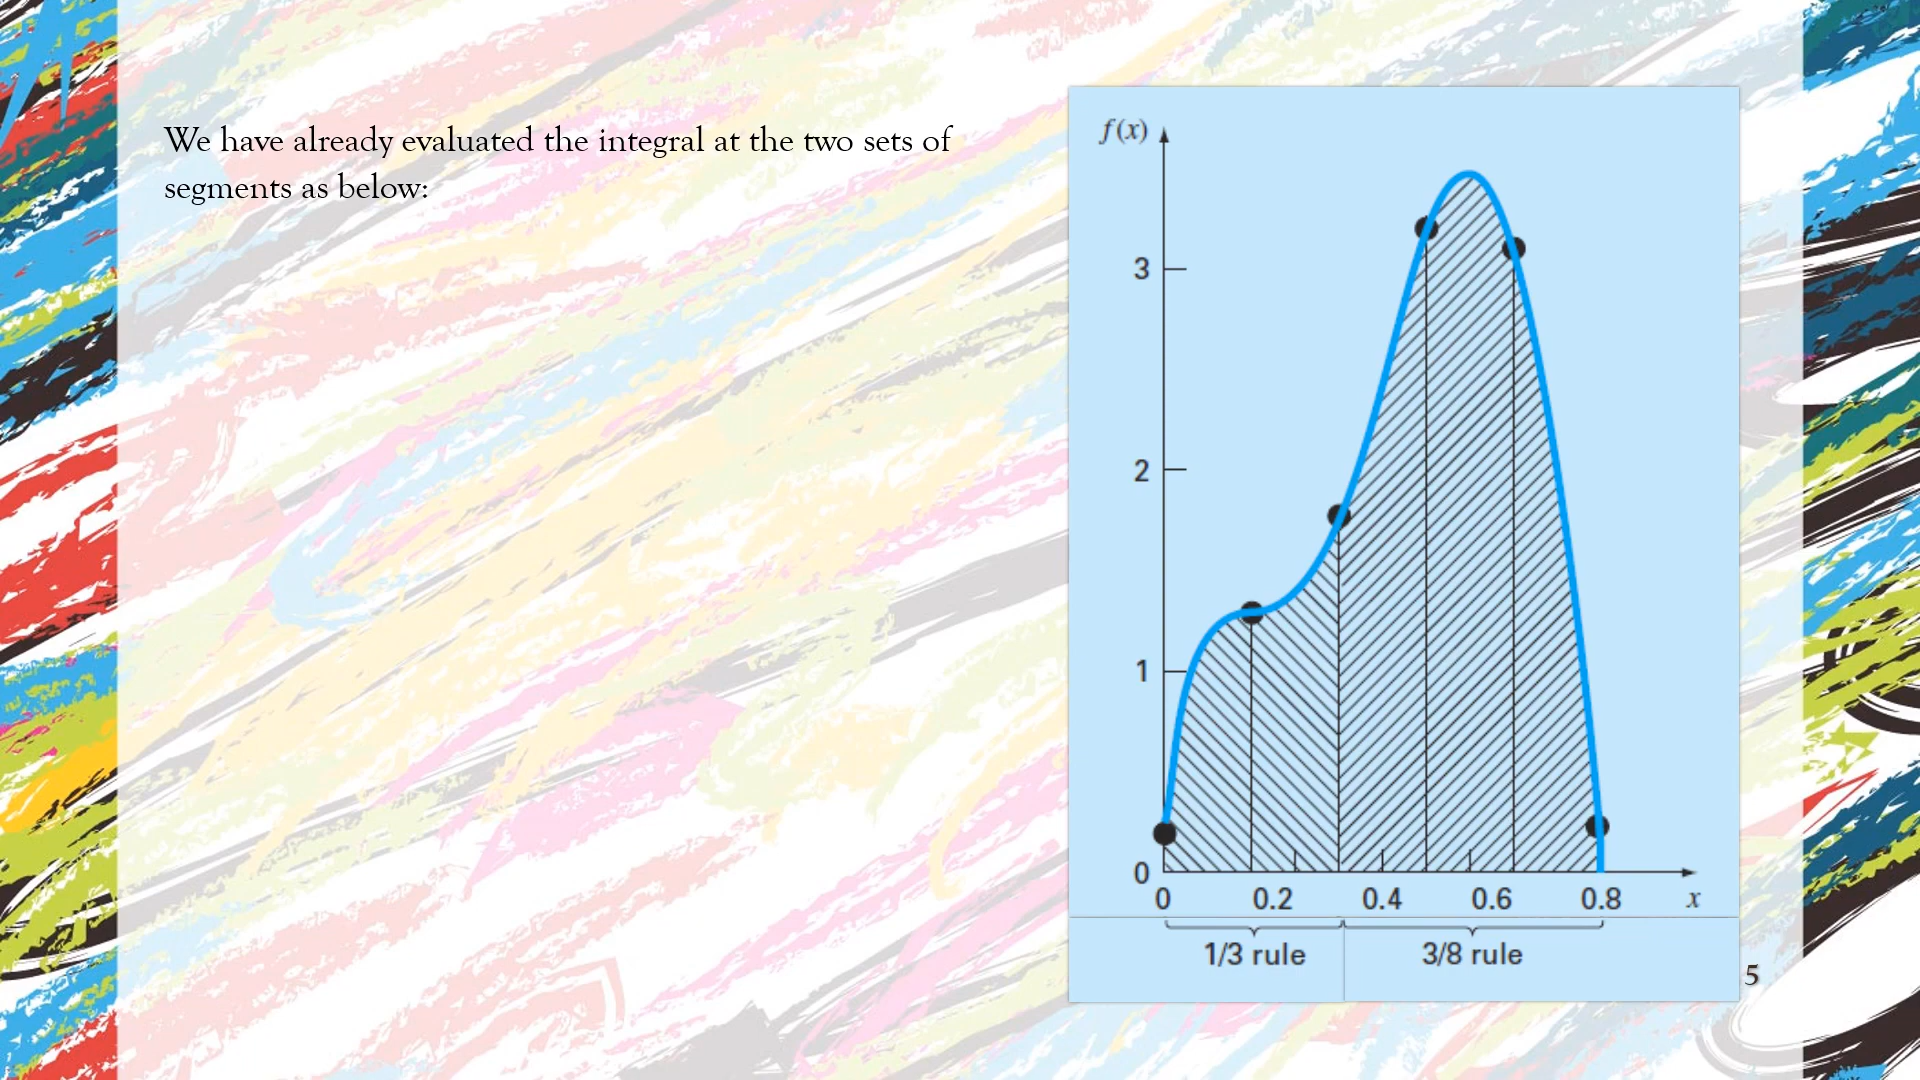 We have already evaluated the integral at the two sets of
segments as below:
f(x)
3
2
1
0
0 0.2 0.4 0.6 0.8 x
1/3 rule 3/8 rule
5